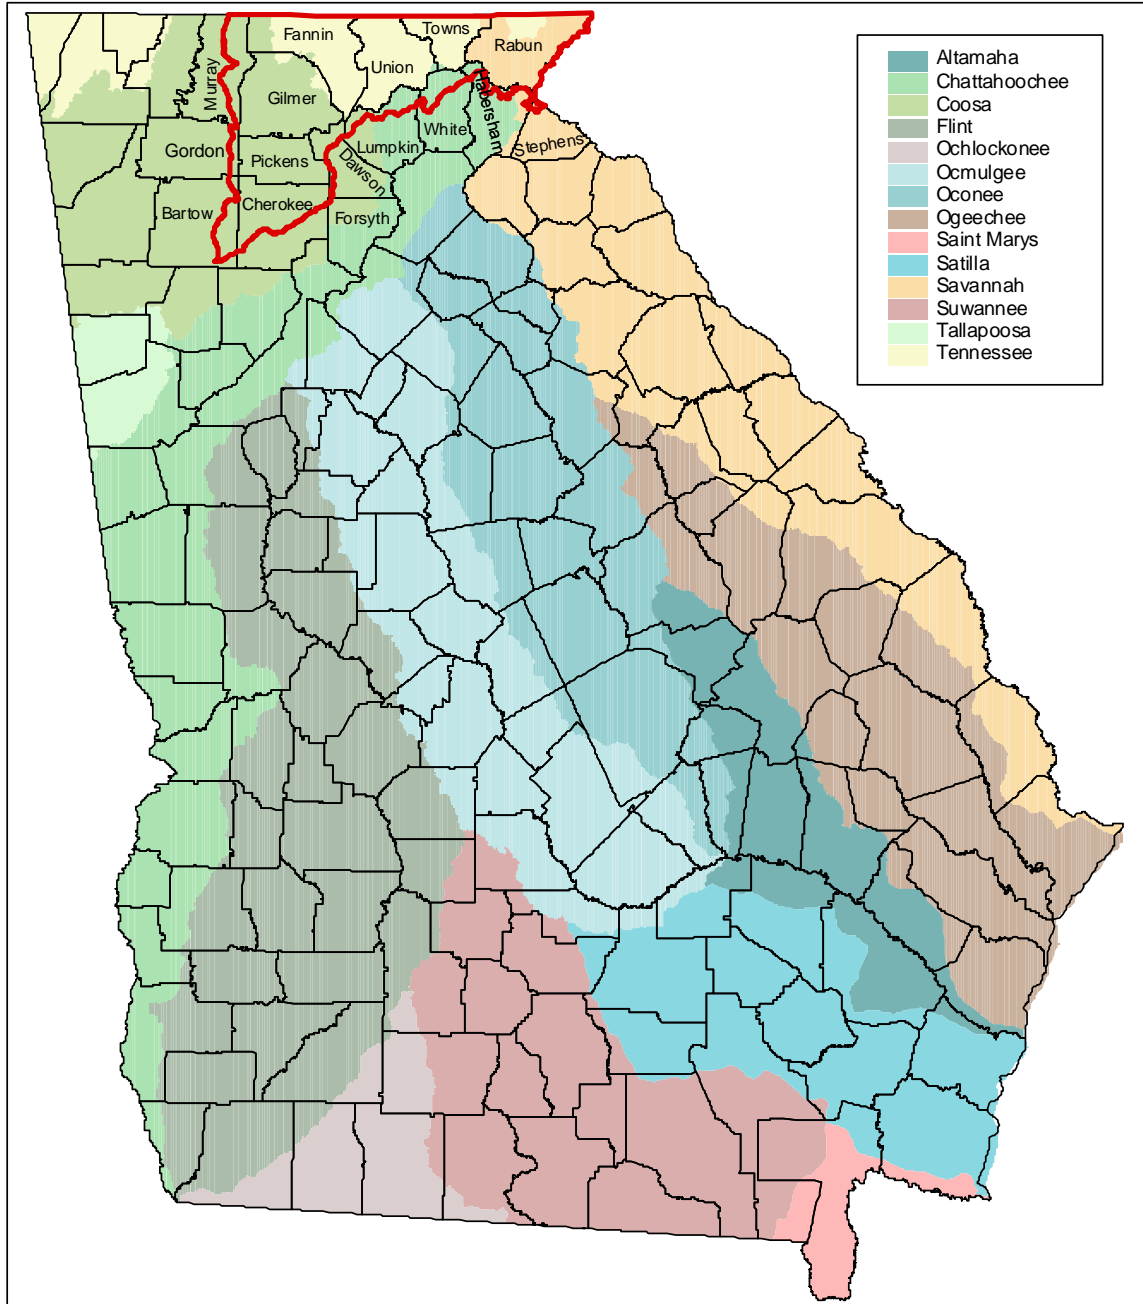 Fannin
Towns
Rabun
Union
Murray
Gilmer
Habersham
White
Stephens
Lumpkin
Gordon
Pickens
Dawson
Bartow
Cherokee
Forsyth
Altamaha
Chattahoochee
Coosa
Flint
Ochlockonee
Ocmulgee
Oconee
Ogeechee
Saint Marys
Satilla
Savannah
Suwannee
Tallapoosa
Tennessee